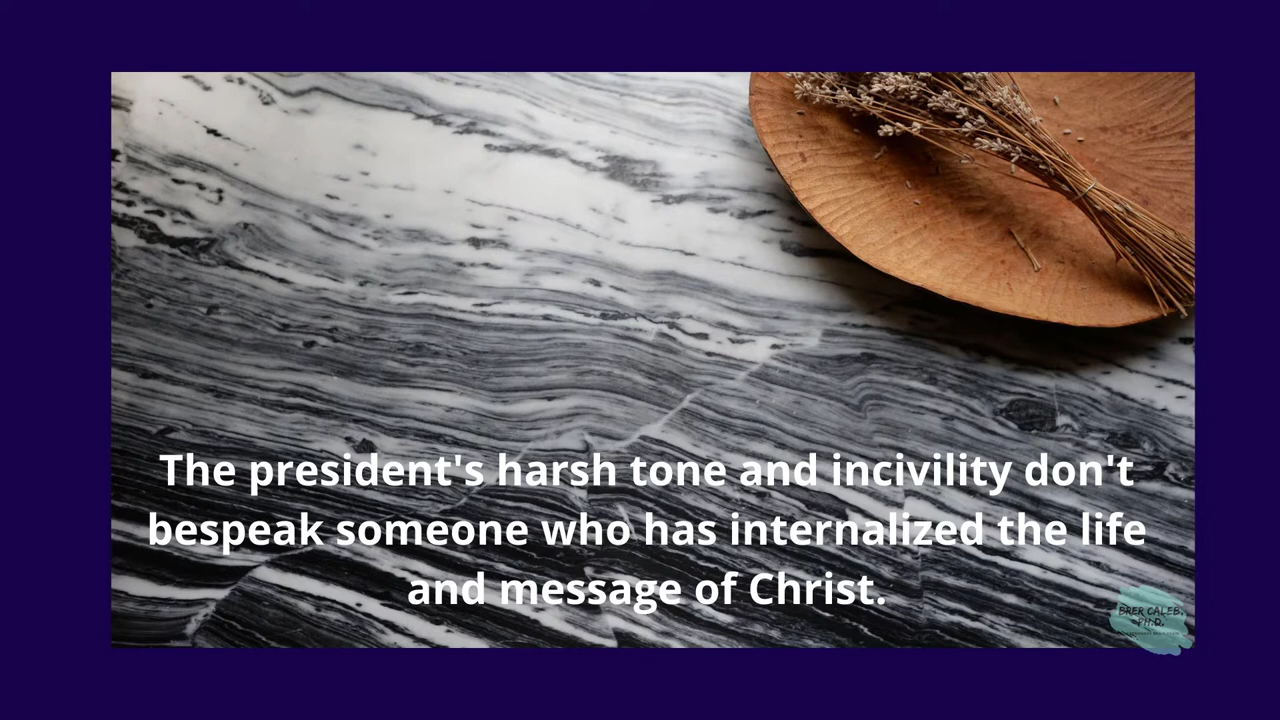 The president's harsh tone and incivility don't
bespeak someone who has internalized the life
and message of Christ.
BRER CALEB,
PH.D.